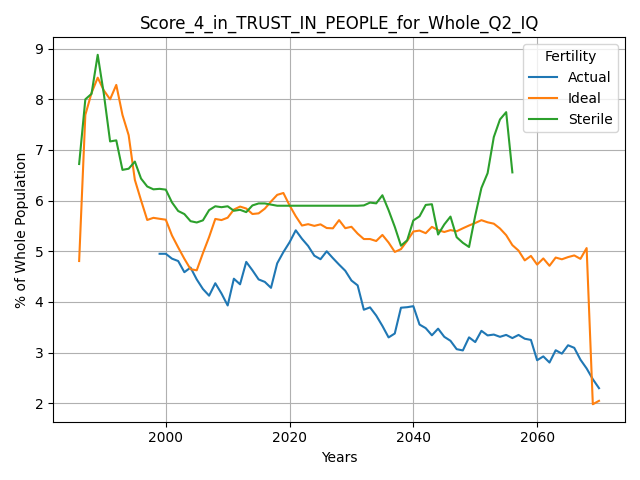 Score_4_in_TRUST_IN_PEOPLE_for_Whole_Q2_IQ
Fertility
Actual
Ideal
Sterile
% of Whole Population
9
8
7
6
5
4
3
2
2000
2020
2040
2060
Years